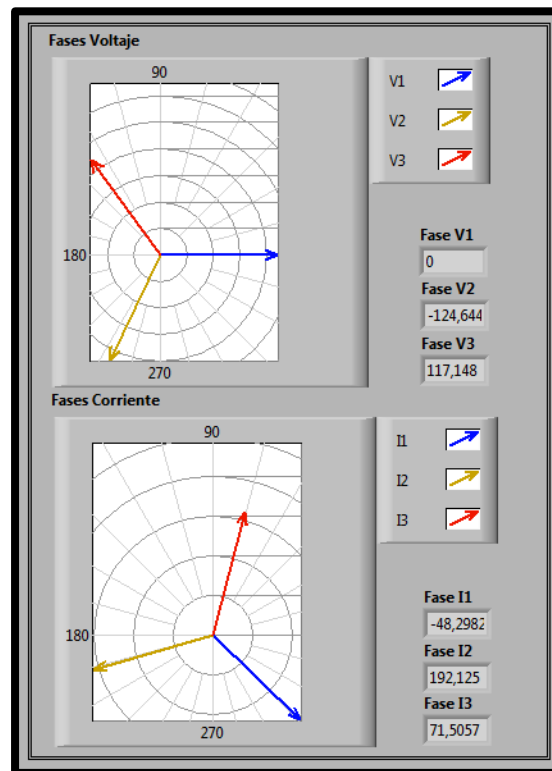 Fases Voltaje
90
180
270
V1
V2
V3
Fase V1
0
Fase V2
-124,644
Fase V3
117,148
Fases Corriente
90
180
270
I1
I2
I3
Fase I1
-48,2982
Fase I2
192,125
Fase I3
71,5057